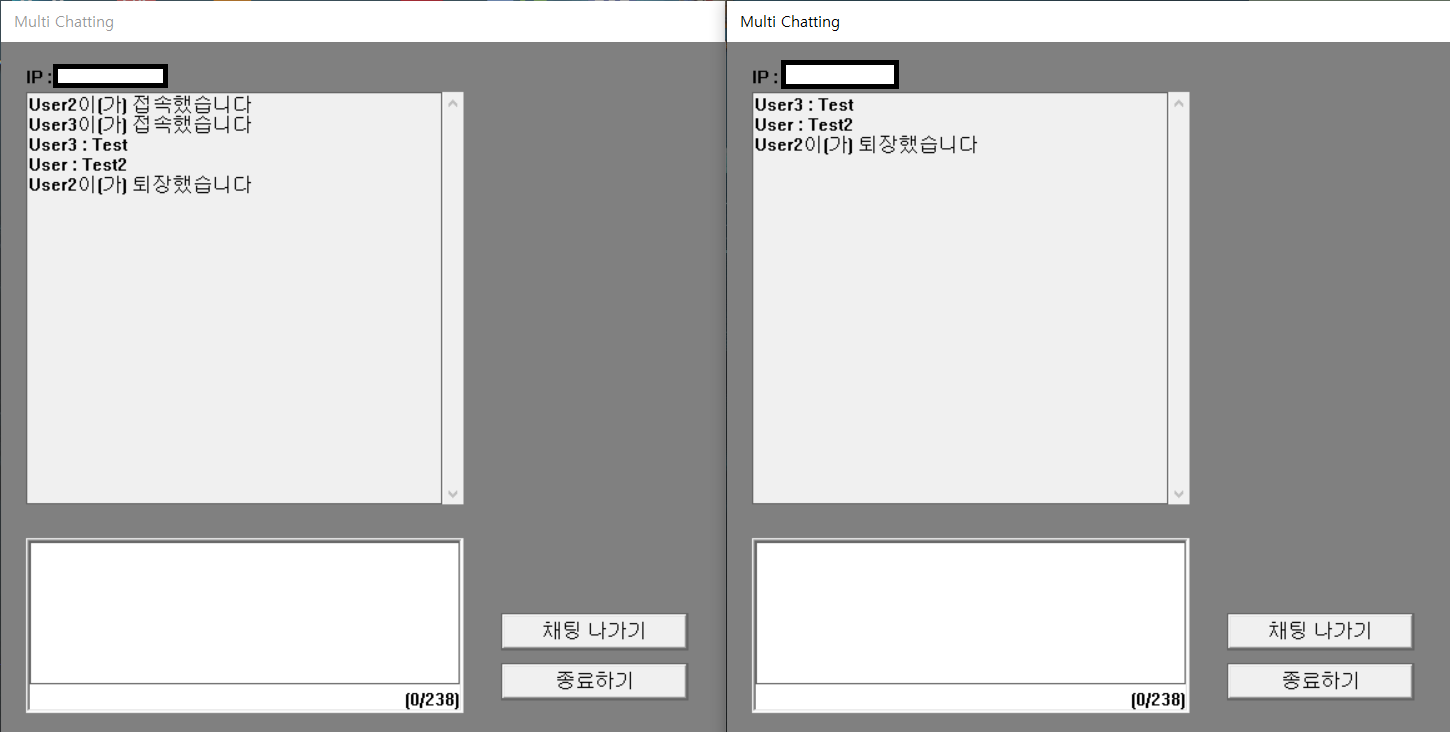 Multi Chatting
IP :
User2이(가) 접속했습니다
User3이(가) 접속했습니다
User3 : Test
User : Test2
User2이(가) 퇴장했습니다
채팅 나가기
종료하기
(0/238)
Multi Chatting
IP :
User3 : Test
User : Test2
User2이(가) 퇴장했습니다
채팅 나가기
종료하기
(0/238)